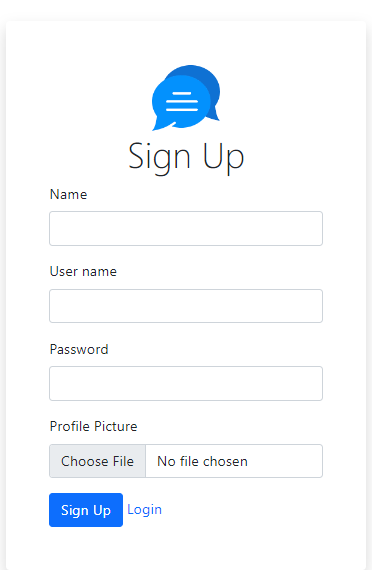 Sign Up
Name
User name
Password
Profile Picture
Choose File No file chosen
Sign Up Login